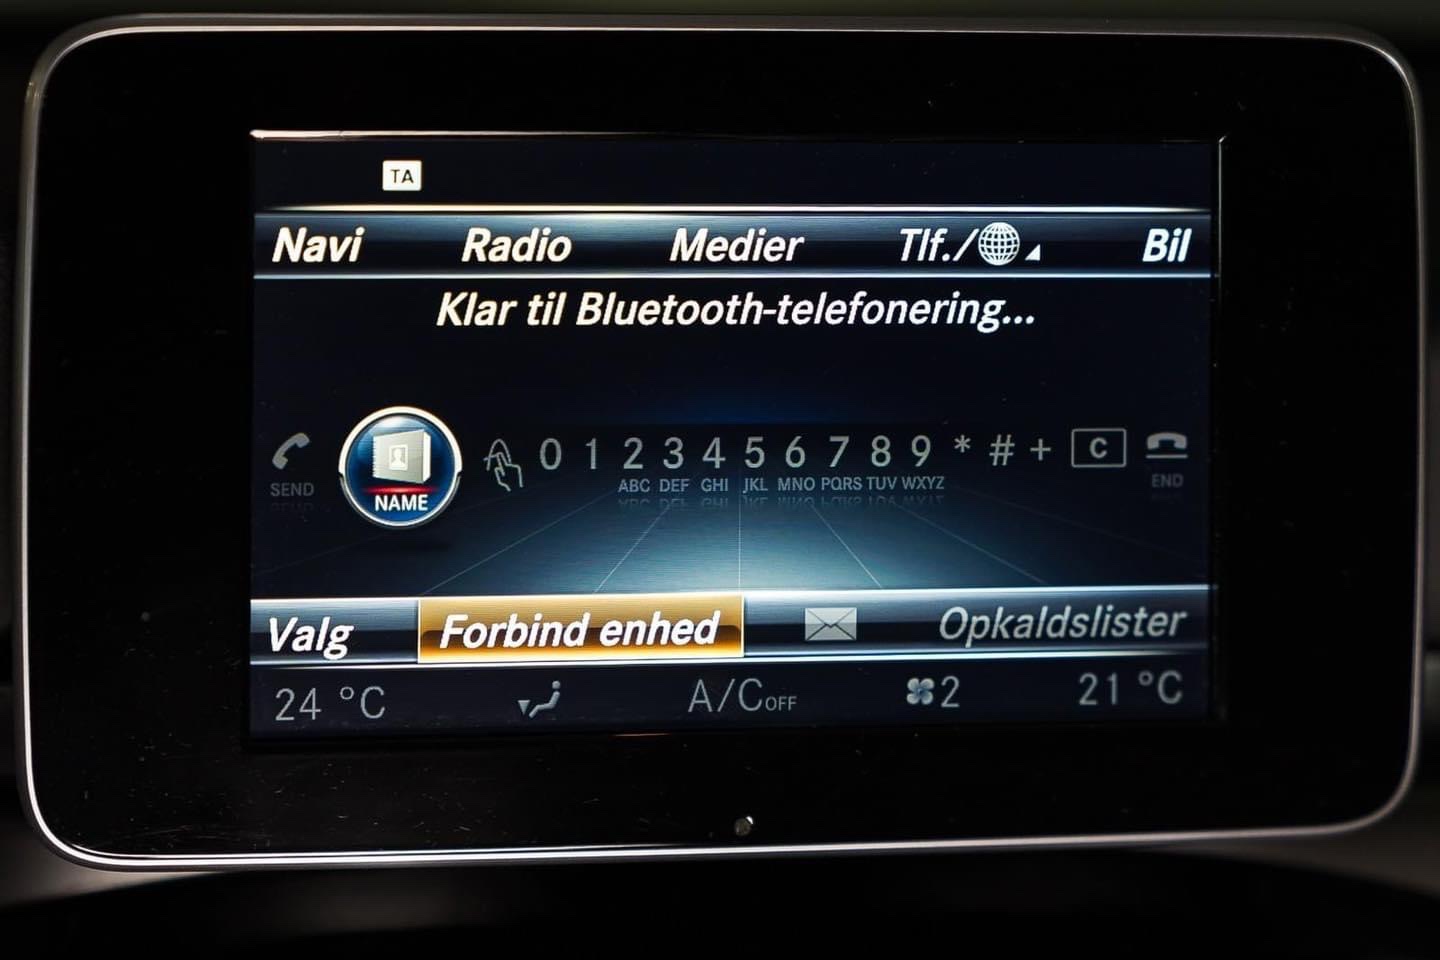 TA
Navi Radio Medier Tlf./ Bil
Klar til Bluetooth-telefonering...
0 1 2 3 4 5 6 7 8 9 * # + C
SEND NAME ABC DEF GHI JKL MNO PQRS TUV WXYZ END
Valg Forbind enhed Opkaldslister
24 °C A/C OFF 2 21 °C